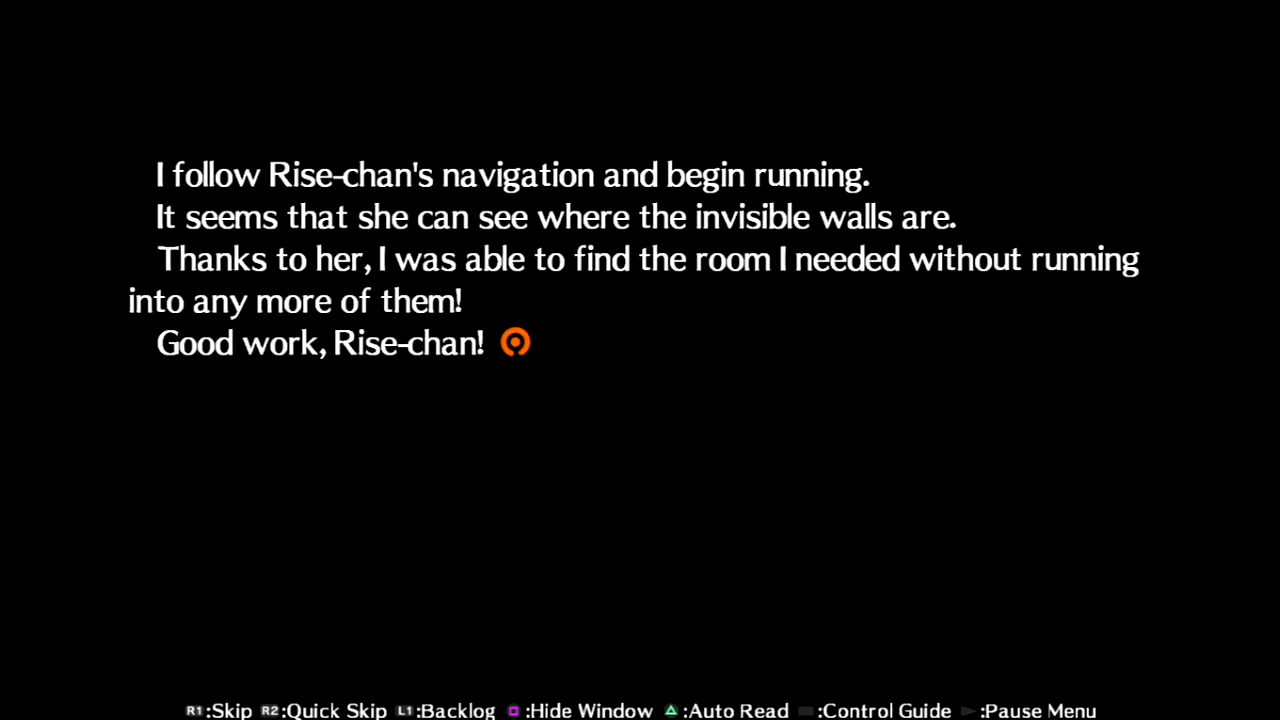 I follow Rise-chan's navigation and begin running.
It seems that she can see where the invisible walls are.
Thanks to her, I was able to find the room I needed without running
into any more of them!
Good work, Rise-chan!
R1:Skip R2:Quick Skip L1:Backlog :Hide Window :Auto Read :Control Guide :Pause Menu